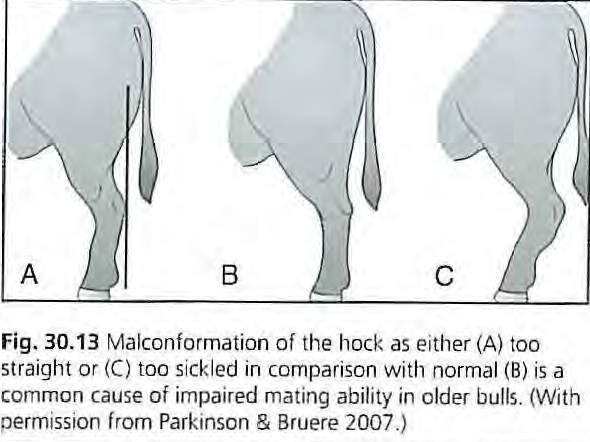 A
B
C
Fig. 30.13 Malconformation of the hock as either (A) too
straight or (C) too sickled in comparison with normal (B) is a
common cause of impaired mating ability in older bulls. (With
permission from Parkinson & Bruere 2007.)